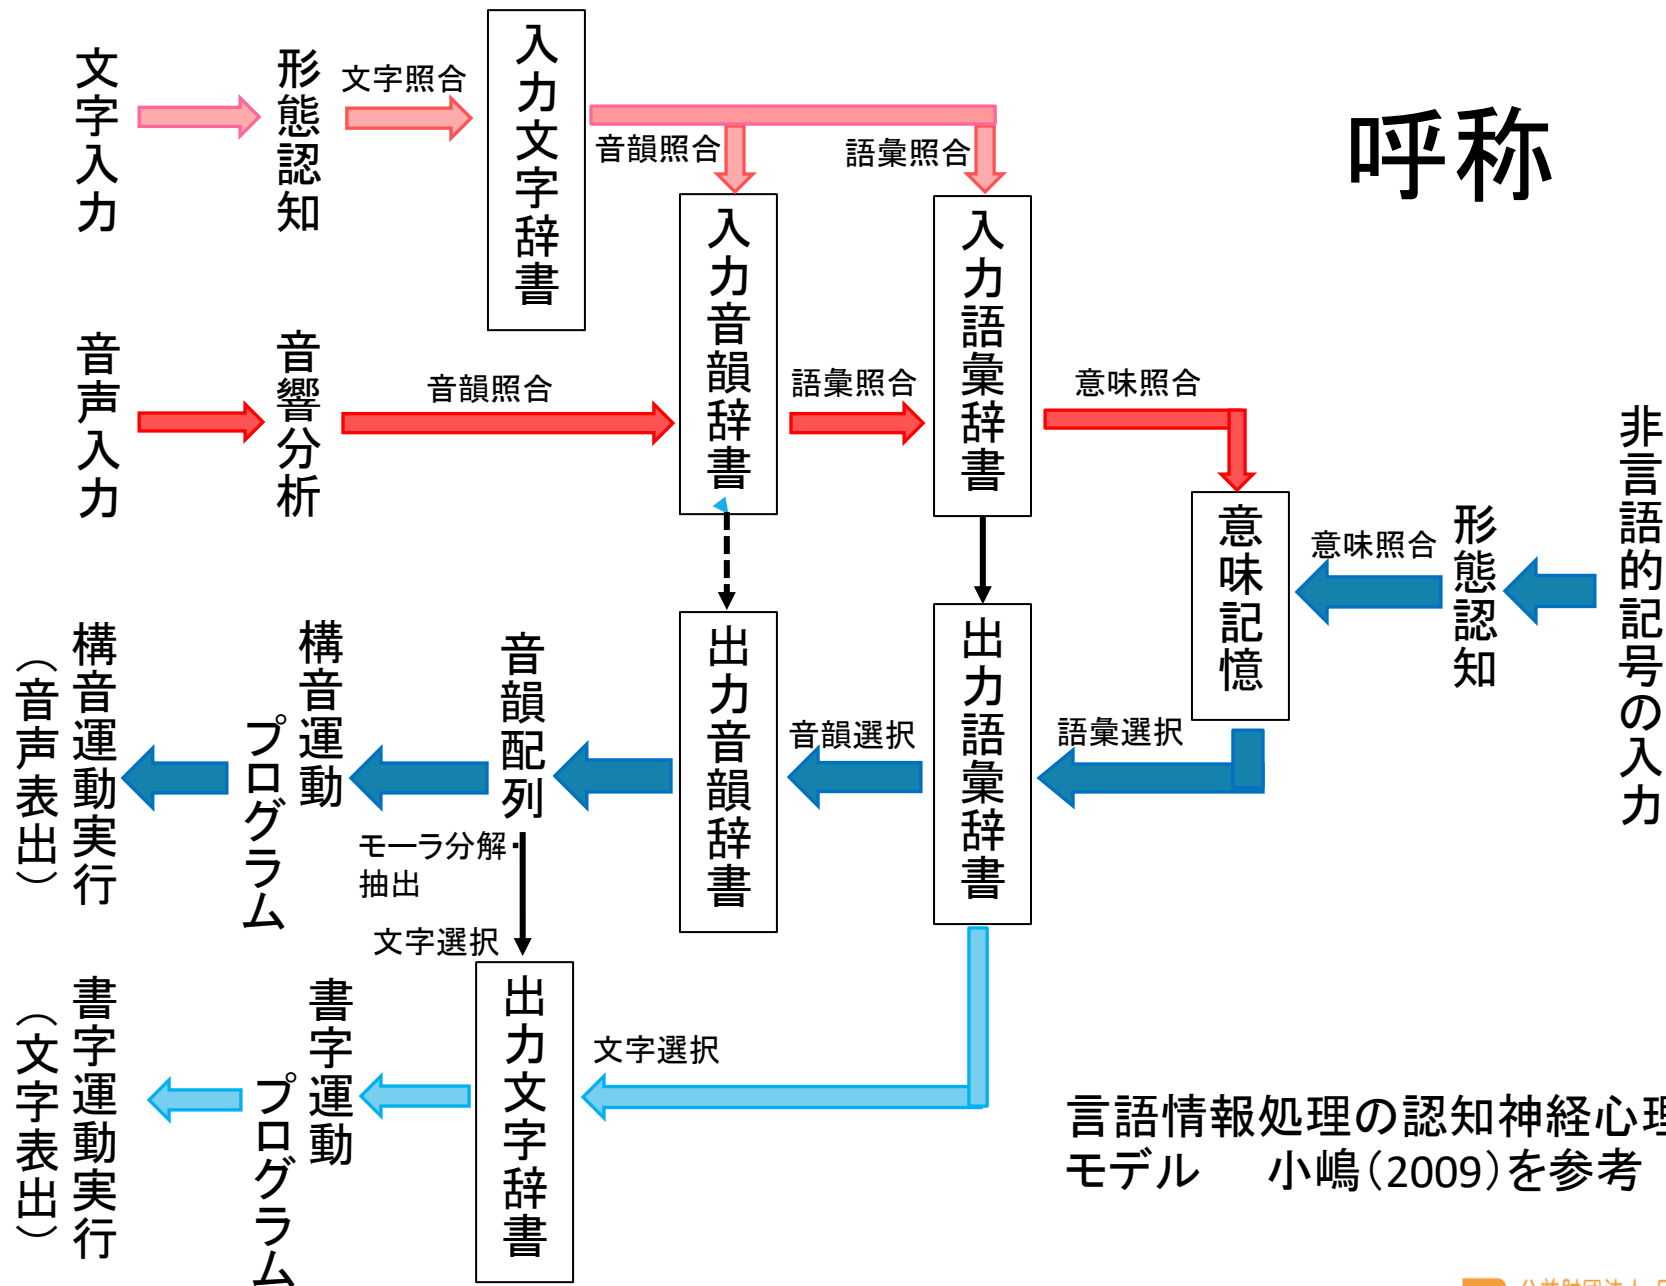 呼称
文字入力
形態認知
文字照合
入力文字辞書
音韻照合
語彙照合
音声入力
音響分析
音韻照合
入力音韻辞書
語彙照合
入力語彙辞書
意味照合
意味記憶
意味照合
形態認知
非言語的記号の入力
語彙選択
出力語彙辞書
音韻選択
出力音韻辞書
音韻配列
構音運動
プログラム
構音運動実行
（音声表出）
モーラ分解・
抽出
文字選択
出力文字辞書
文字選択
書字運動
プログラム
書字運動実行
（文字表出）
言語情報処理の認知神経心理
モデル　小嶋（2009）を参考